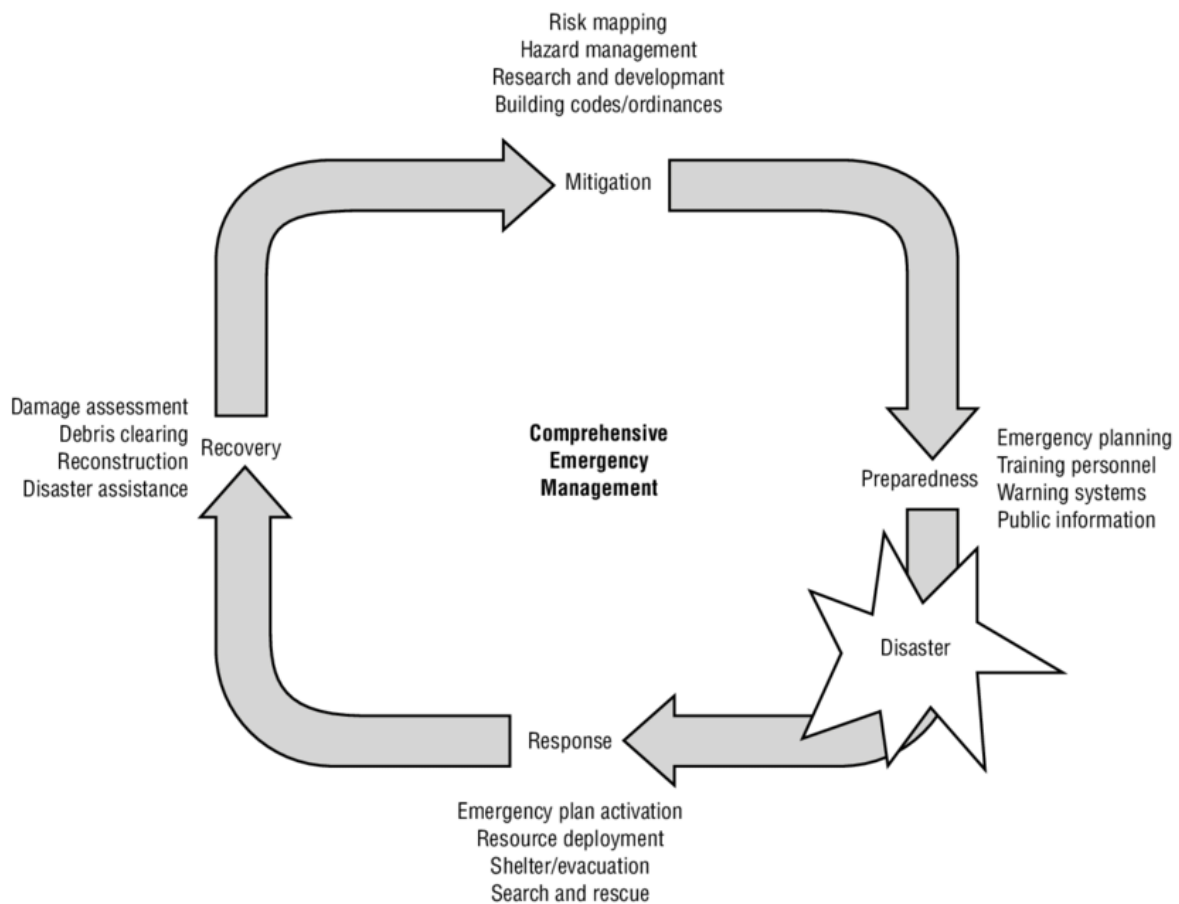 Risk mapping
Hazard management
Research and developmant
Building codes/ordinances
Mitigation
Damage assessment
Debris clearing
Reconstruction
Disaster assistance
Recovery
Comprehensive
Emergency
Management
Preparedness
Emergency planning
Training personnel
Warning systems
Public information
Disaster
Response
Emergency plan activation
Resource deployment
Shelter/evacuation
Search and rescue